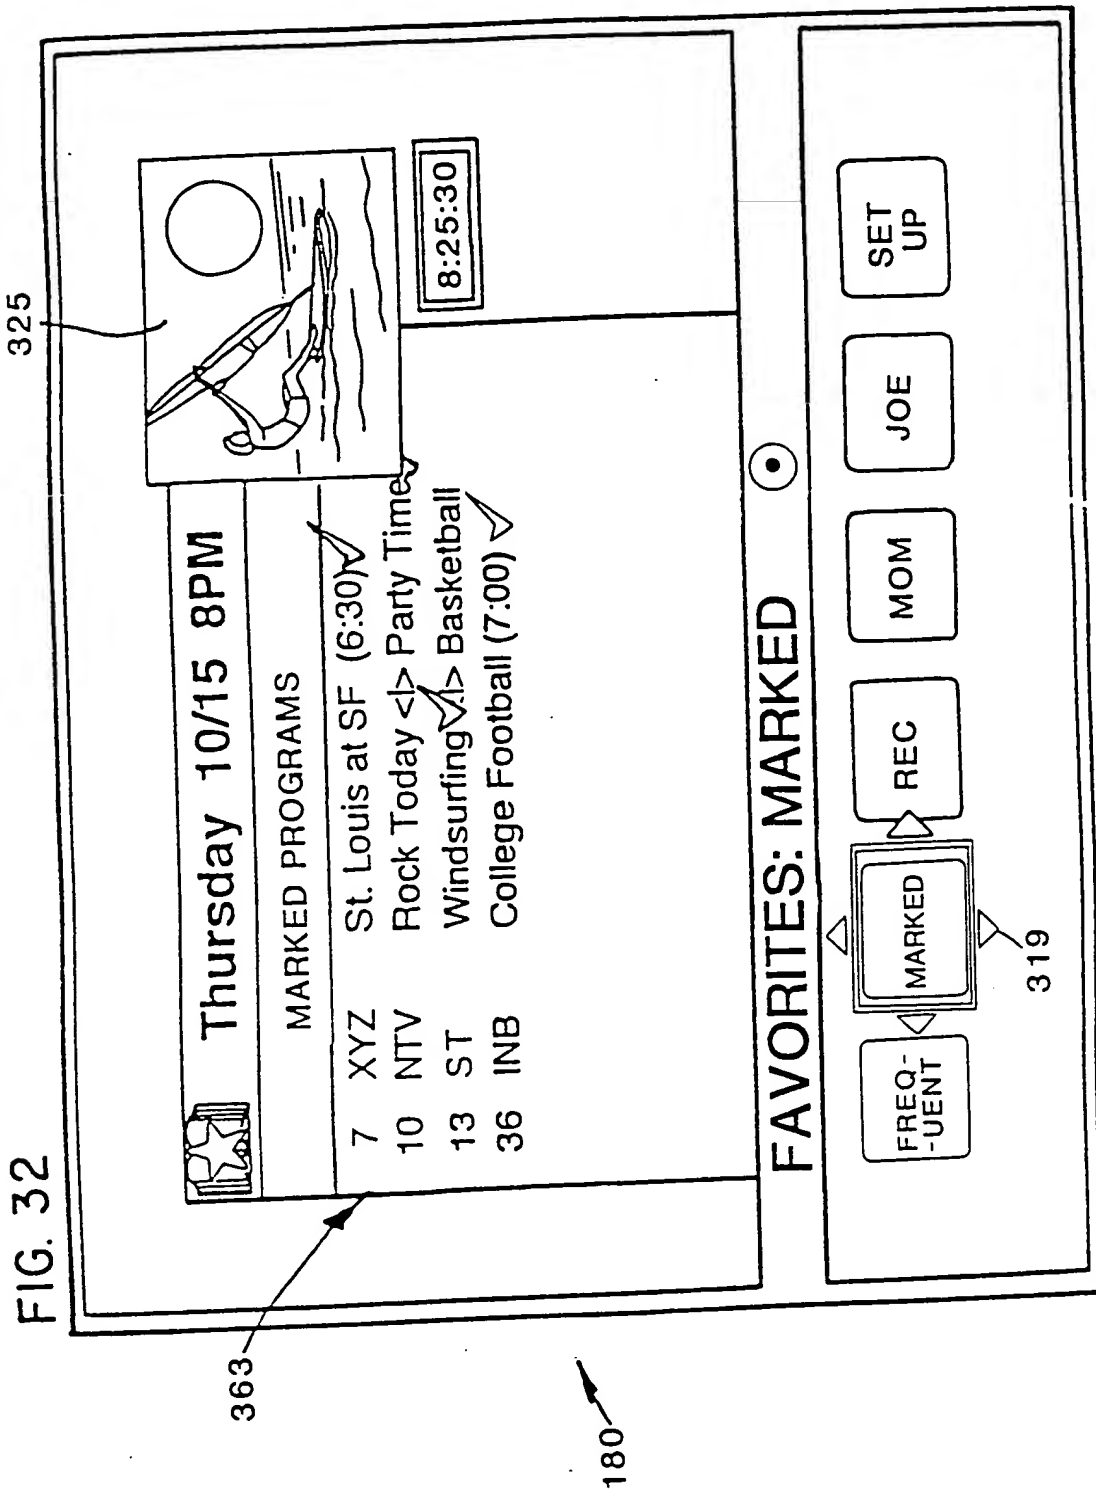 FIG. 32
325
363
180
Thursday 10/15 8PM
MARKED PROGRAMS
7 XYZ St. Louis at SF (6:30)
10 NTV Rock Today <I> Party Time
13 ST Windsurfing <I> Basketball
36 INB College Football (7:00)
8:25:30
FAVORITES: MARKED
FREQ-
-UENT
MARKED
REC
MOM
JOE
SET
UP
319